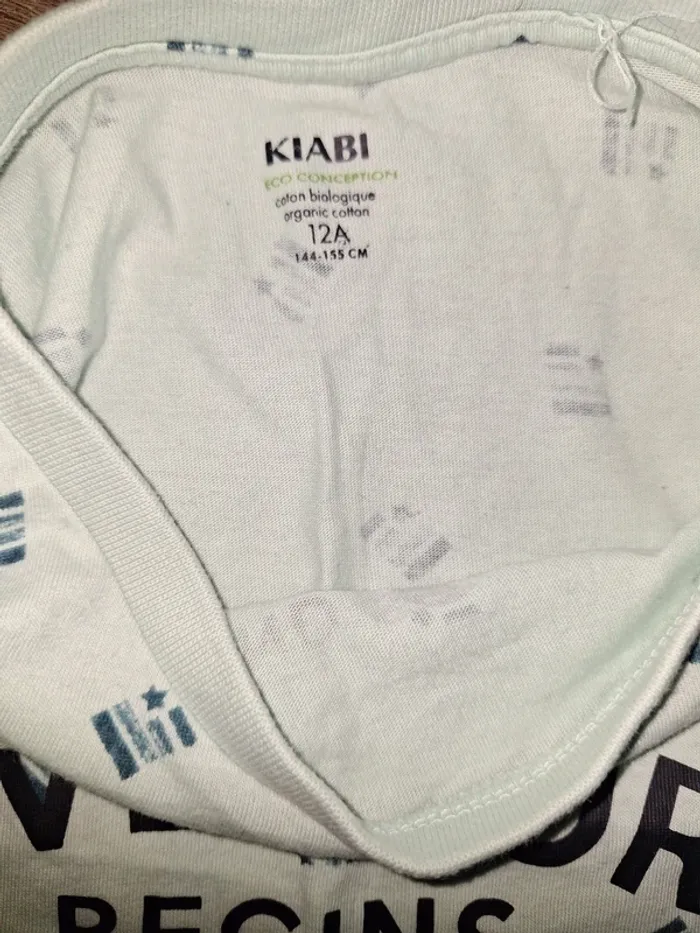 KIABI
ECO CONCEPTION
coton biologique
organic cotton
12A
144-155 CM
BEGINS